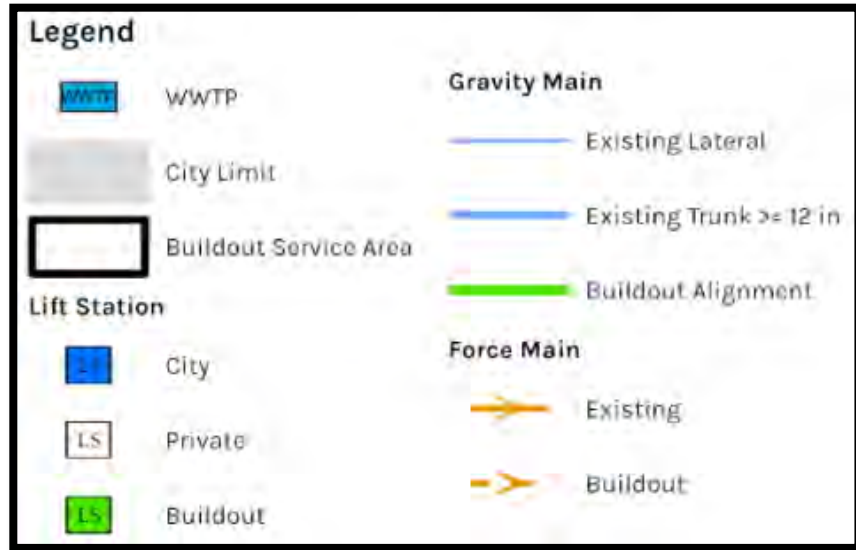 Legend
WWTP WWTP
City Limit
Buildout Service Area
Lift Station
City
LS Private
LS Buildout
Gravity Main
Existing Lateral
Existing Trunk >= 12 in
Buildout Alignment
Force Main
Existing
Buildout